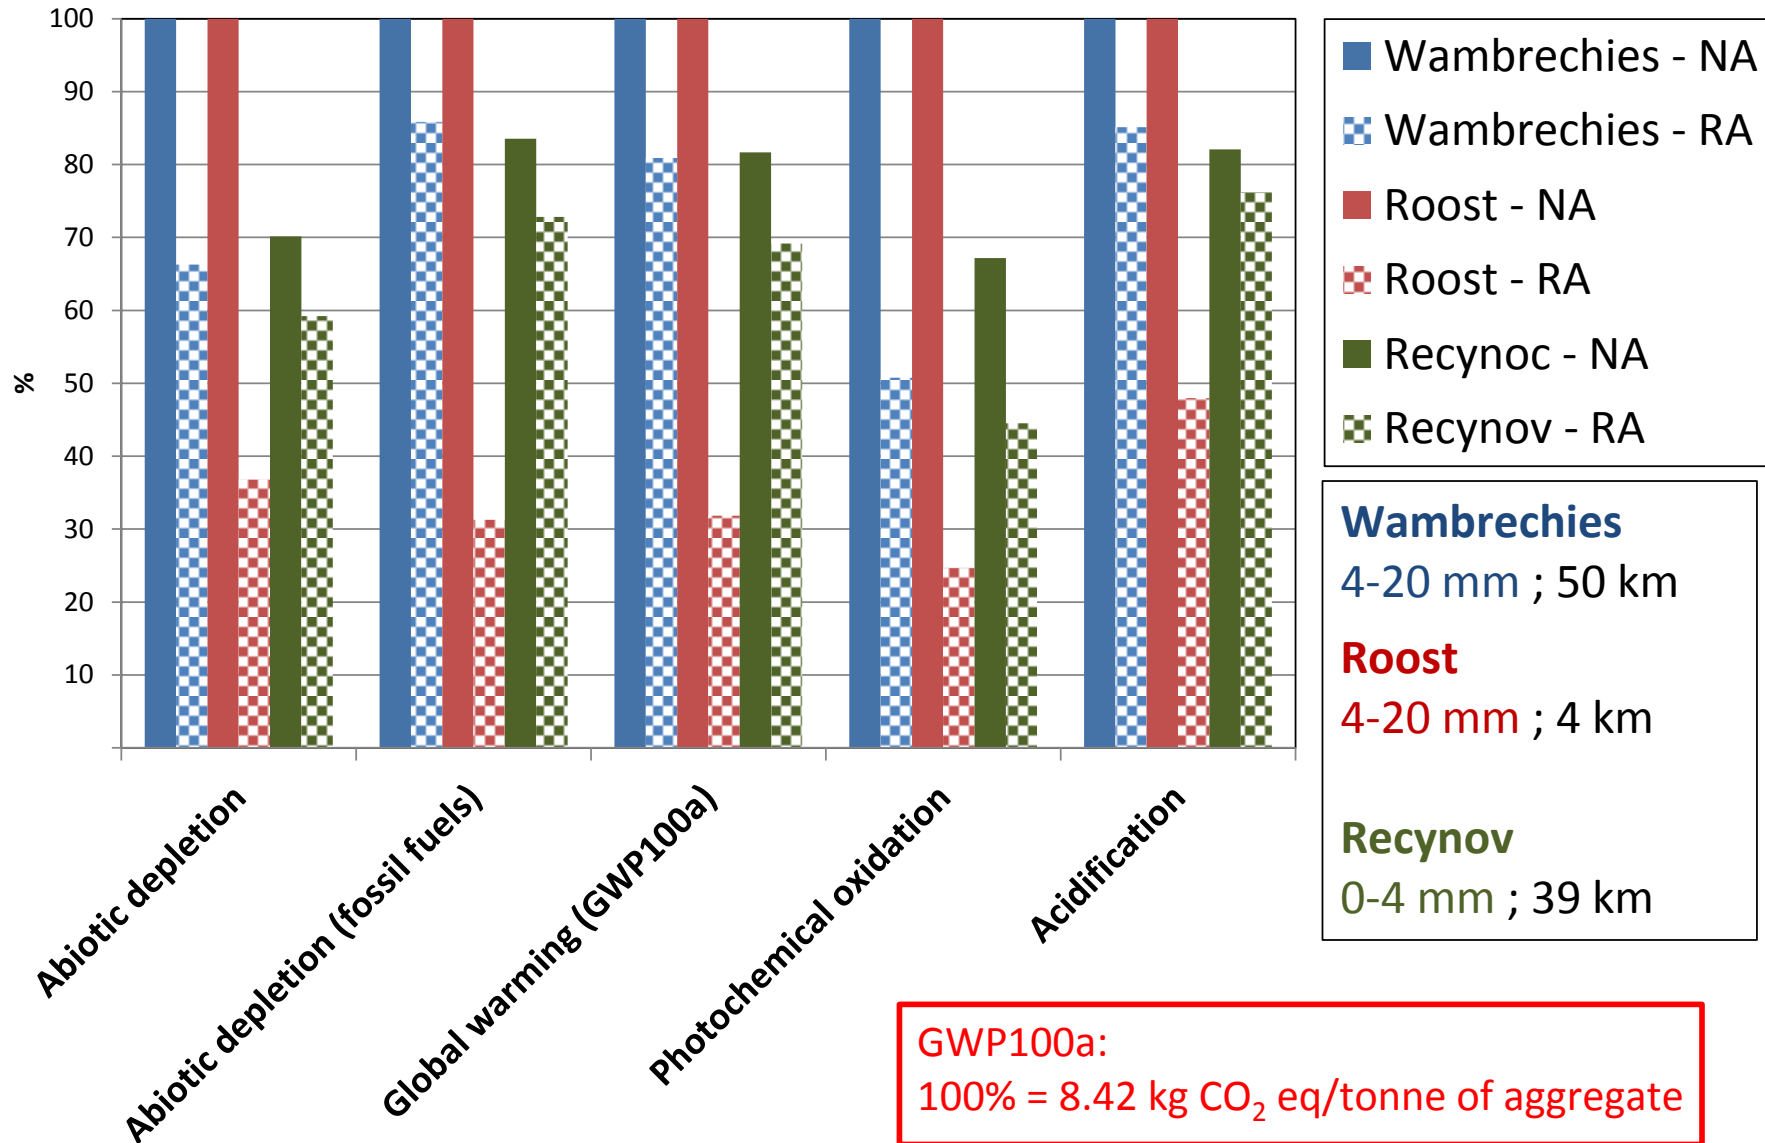 100
90
80
70
60
50
40
30
20
10
%
Abiotic depletion
Abiotic depletion (fossil fuels)
Global warming (GWP100a)
Photochemical oxidation
Acidification
Wambrechies - NA
Wambrechies - RA
Roost - NA
Roost - RA
Recynoc - NA
Recynov - RA
Wambrechies
4-20 mm ; 50 km
Roost
4-20 mm ; 4 km
Recynov
0-4 mm ; 39 km
GWP100a:
100% = 8.42 kg CO₂ eq/tonne of aggregate